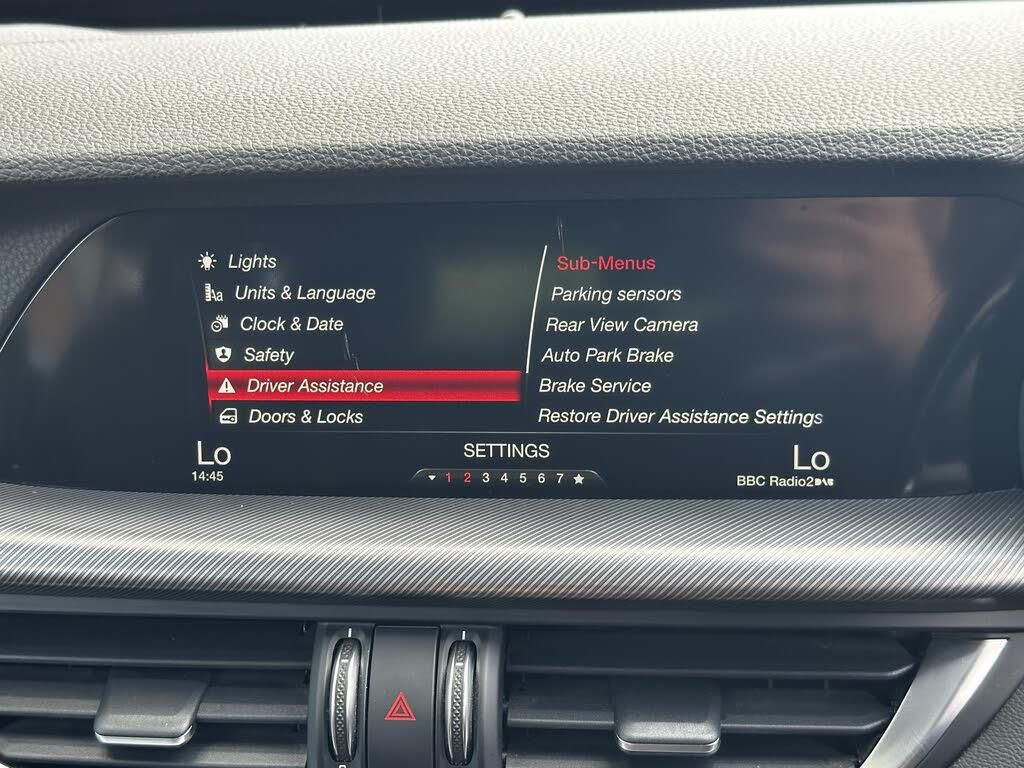 Lights
Units & Language
Clock & Date
Safety
Driver Assistance
Doors & Locks
Sub-Menus
Parking sensors
Rear View Camera
Auto Park Brake
Brake Service
Restore Driver Assistance Settings
Lo
14:45
SETTINGS
1 2 3 4 5 6 7
Lo
BBC Radio2 DAB